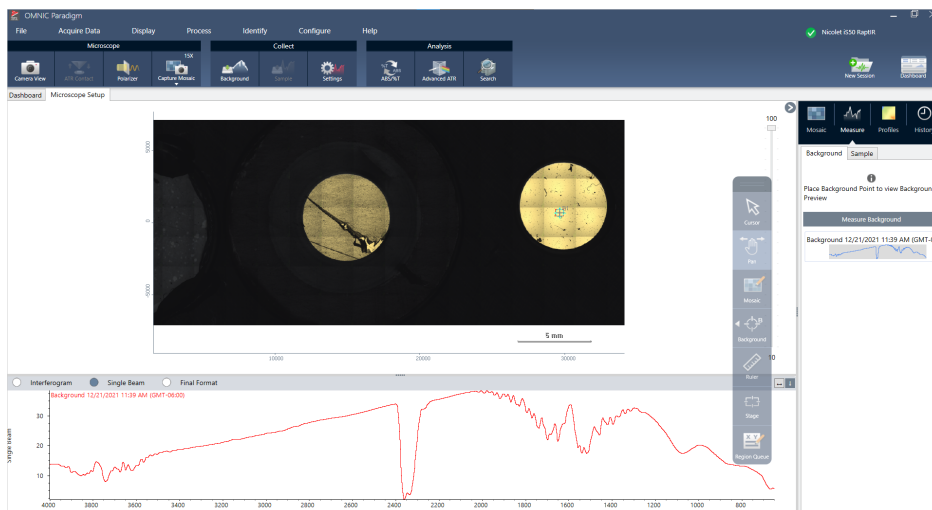 OMNIC Paradigm
File Acquire Data Display Process Identify Configure Help
Nicolet iS50 RaptIR
Microscope Collect Analysis
15X
Camera View ATR Contact Polarizer Capture Mosaic Background Sample Settings ABS/%T Advanced ATR Search New Session Dashboard
Dashboard Microscope Setup
100
Mosaic Measure Profiles Histor
Background Sample
Place Background Point to view Backgroun
Preview
Measure Background
Background 12/21/2021 11:39 AM (GMT-0
5000
0
-5000
Cursor
Pan
Mosaic
Background
Ruler
Stage
X Y
Region Queue
5 mm
10
10000 20000 30000
Interferogram Single Beam Final Format
Background 12/21/2021 11:39 AM (GMT-06:00)
Single Beam
30
20
10
4000 3800 3600 3400 3200 3000 2800 2600 2400 2200 2000 1800 1600 1400 1200 1000 800